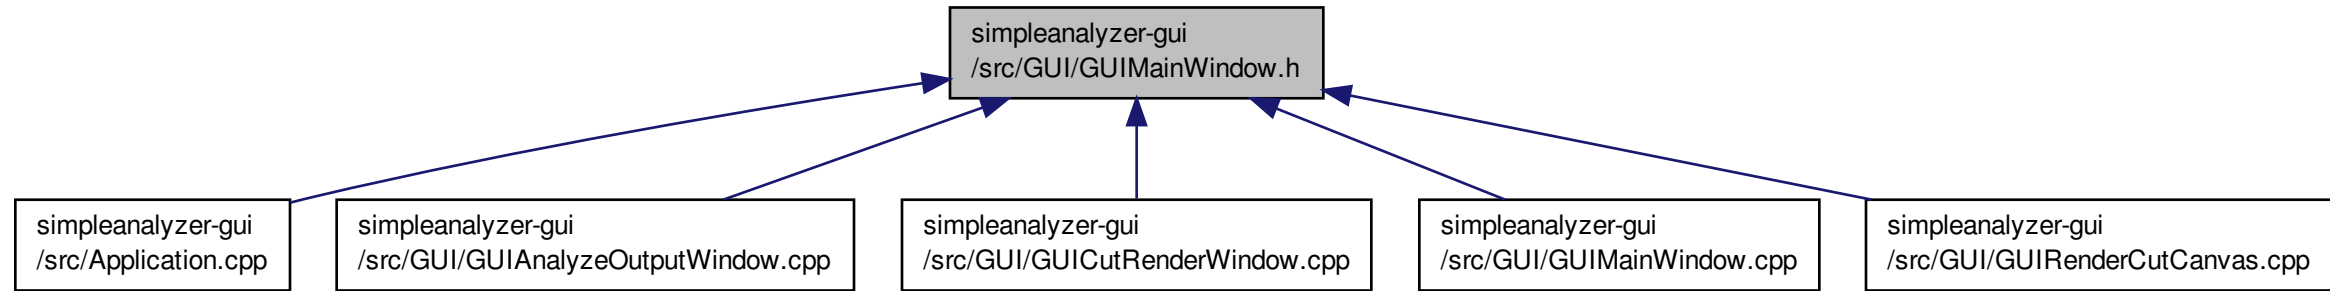 simpleanalyzer-gui
/src/GUI/GUIMainWindow.h
simpleanalyzer-gui
/src/Application.cpp
simpleanalyzer-gui
/src/GUI/GUIAnalyzeOutputWindow.cpp
simpleanalyzer-gui
/src/GUI/GUICutRenderWindow.cpp
simpleanalyzer-gui
/src/GUI/GUIMainWindow.cpp
simpleanalyzer-gui
/src/GUI/GUIRenderCutCanvas.cpp